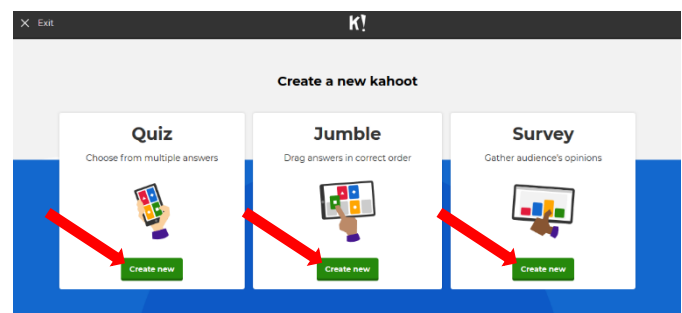 X Exit
K!
Create a new kahoot
Quiz
Choose from multiple answers
Create new
Jumble
Drag answers in correct order
Create new
Survey
Gather audience's opinions
Create new